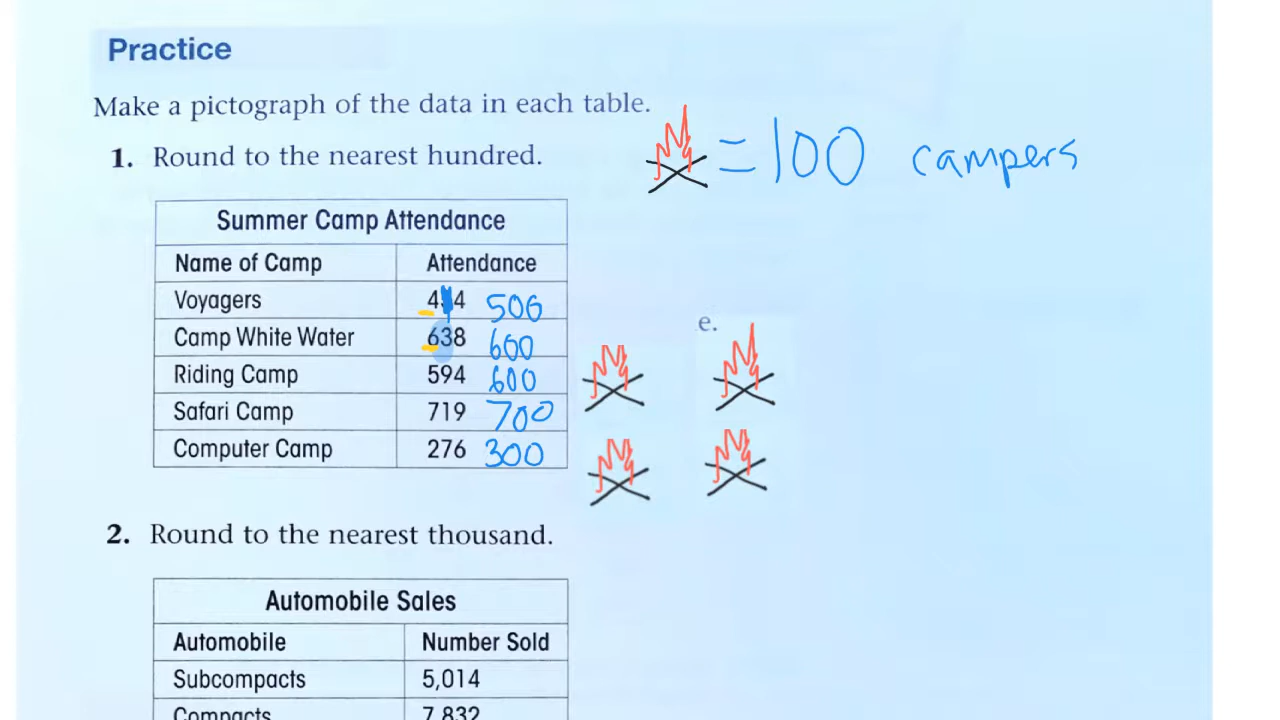 Practice
Make a pictograph of the data in each table.
1. Round to the nearest hundred.
= 100 campers
Summer Camp Attendance
Name of Camp Attendance
Voyagers 4 4 500
Camp White Water 638 600
e.
Riding Camp 594 600
Safari Camp 719 700
Computer Camp 276 300
2. Round to the nearest thousand.
Automobile Sales
Automobile Number Sold
Subcompacts 5,014
Compacts 7,832